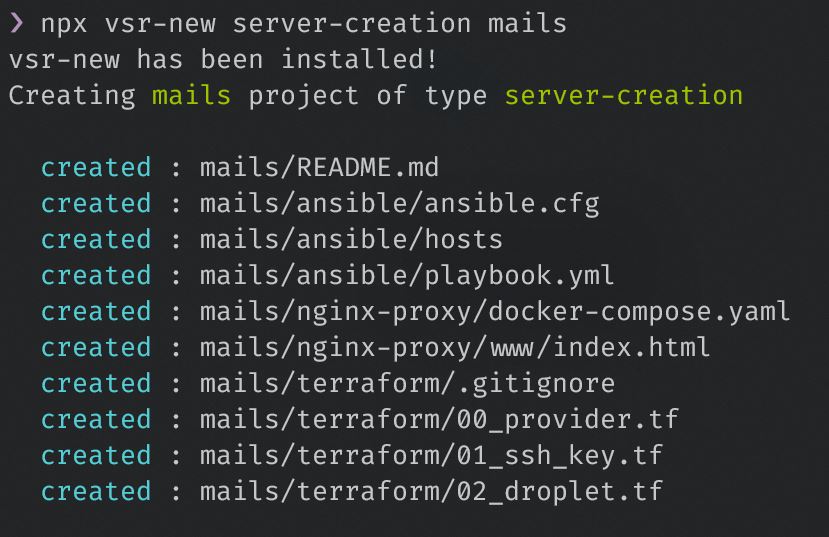 ❯ npx vsr-new server-creation mails
vsr-new has been installed!
Creating mails project of type server-creation
created : mails/README.md
created : mails/ansible/ansible.cfg
created : mails/ansible/hosts
created : mails/ansible/playbook.yml
created : mails/nginx-proxy/docker-compose.yaml
created : mails/nginx-proxy/www/index.html
created : mails/terraform/.gitignore
created : mails/terraform/00_provider.tf
created : mails/terraform/01_ssh_key.tf
created : mails/terraform/02_droplet.tf